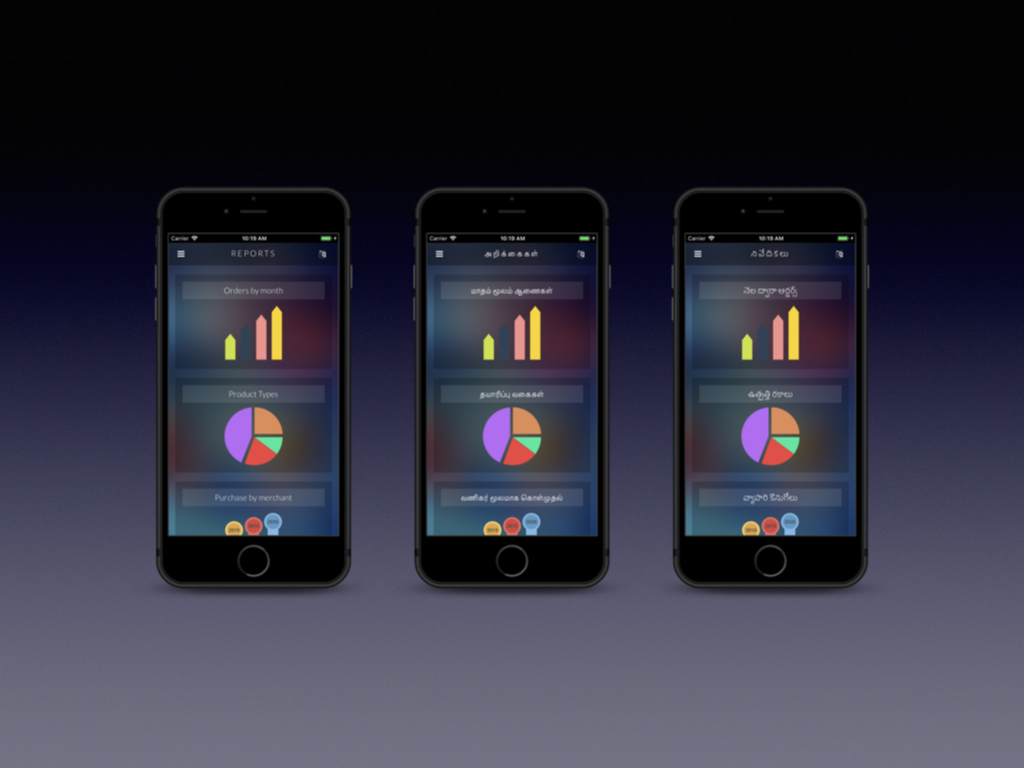 Carrier 10:19 AM
REPORTS
Orders by month
Product Types
Purchase by merchant
Carrier 10:19 AM
அறிக்கைகள்
மாதம் மூலம் ஆணைகள்
தயாரிப்பு வகைகள்
வணிகர் மூலமாக கொள்முதல்
Carrier 10:19 AM
నివేదికలు
నెల ద్వారా ఆర్డర్స్
ఉత్పత్తి రకాలు
వ్యాపారి కొనుగోలు